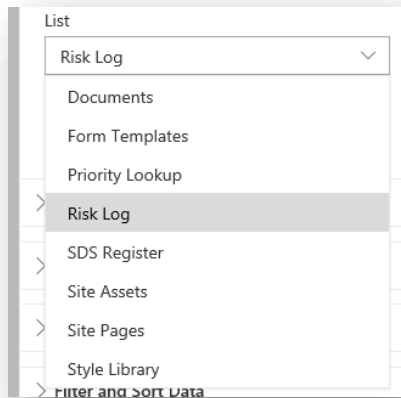 List
Risk Log
Documents
Form Templates
Priority Lookup
Risk Log
SDS Register
Site Assets
Site Pages
Style Library
Filter and Sort Data